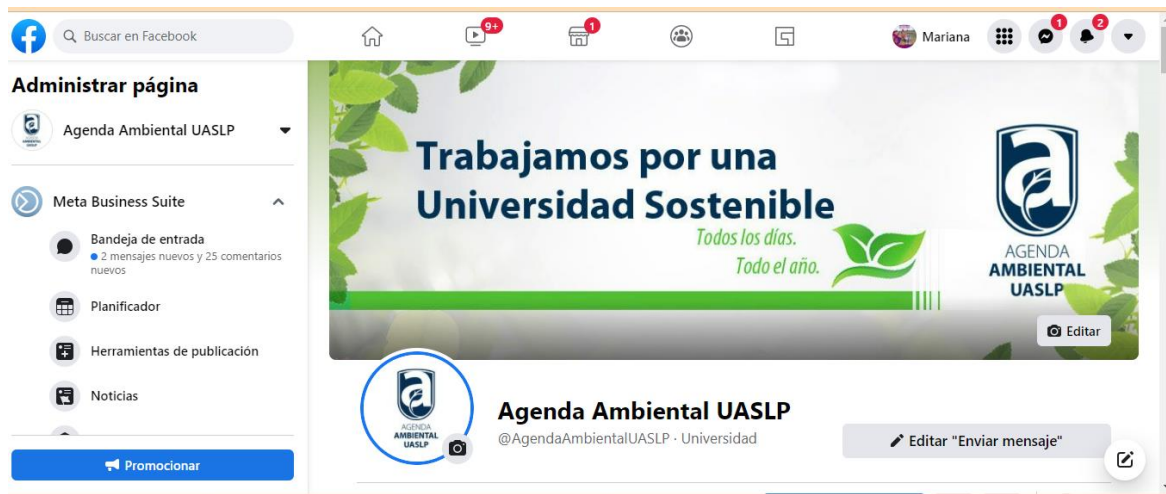 Buscar en Facebook
9+
1
Mariana
1
2
Administrar página
Agenda Ambiental UASLP
Meta Business Suite
Bandeja de entrada
2 mensajes nuevos y 25 comentarios
nuevos
Planificador
Herramientas de publicación
Noticias
Promocionar
Trabajamos por una
Universidad Sostenible
Todos los días.
Todo el año.
AGENDA
AMBIENTAL
UASLP
Editar
AGENDA
AMBIENTAL
UASLP
Agenda Ambiental UASLP
@AgendaAmbientalUASLP · Universidad
Editar "Enviar mensaje"